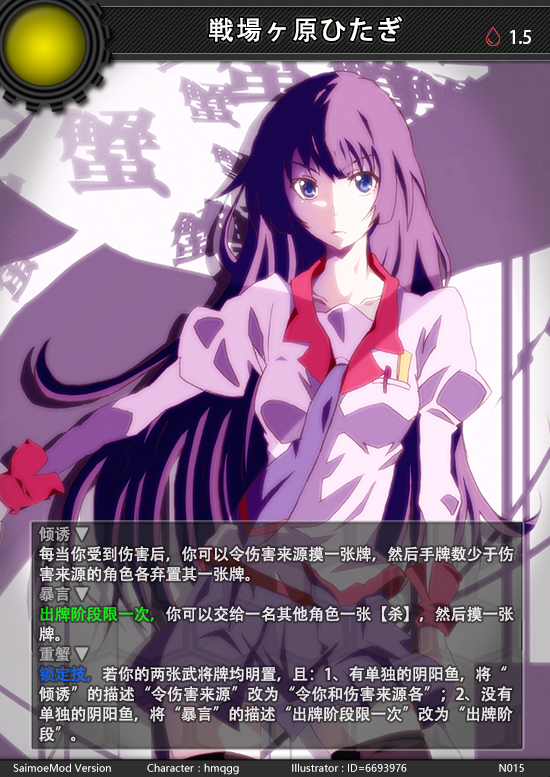 戦場ヶ原ひたぎ
1.5
蟹
蟹
蟹
蟹
倾诱▼
每当你受到伤害后，你可以令伤害来源摸一张牌，然后手牌数少于伤
害来源的角色各弃置其一张牌。
暴言▼
出牌阶段限一次，你可以交给一名其他角色一张【杀】，然后摸一张
牌。
重蟹▼
锁定技，若你的两张武将牌均明置，且：1、有单独的阴阳鱼，将“
倾诱”的描述“令伤害来源”改为“令你和伤害来源各”；2、没有
单独的阴阳鱼，将“暴言”的描述“出牌阶段限一次”改为“出牌阶
段”。
SaimoeMod Version Character : hmqgg Illustrator : ID=6693976 N015